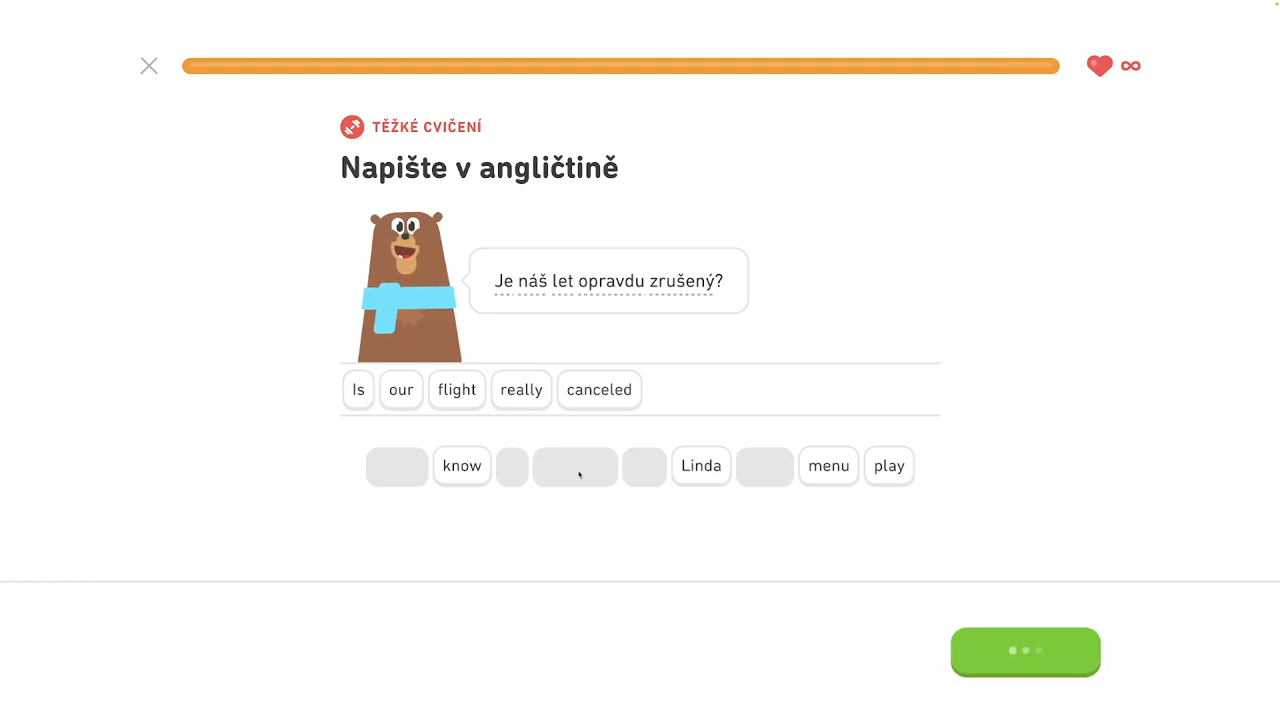 TĚŽKÉ CVIČENÍ
Napište v angličtině
Je náš let opravdu zrušený?
Is our flight really canceled
know Linda menu play